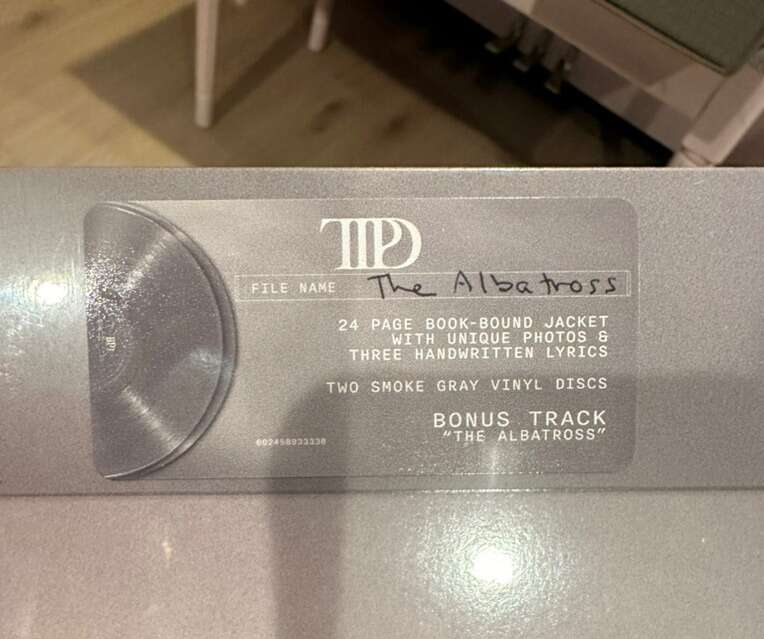 TTPD
FILE NAME The Albatross
24 PAGE BOOK-BOUND JACKET
WITH UNIQUE PHOTOS &
THREE HANDWRITTEN LYRICS
TWO SMOKE GRAY VINYL DISCS
BONUS TRACK
"THE ALBATROSS"
602458933338